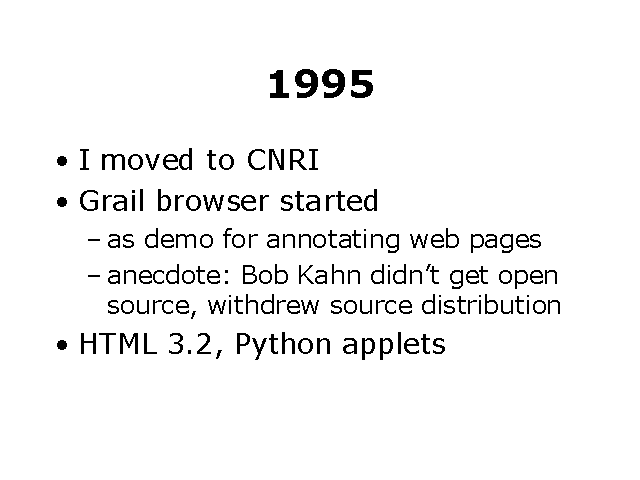 1995
• I moved to CNRI
• Grail browser started
– as demo for annotating web pages
– anecdote: Bob Kahn didn’t get open
source, withdrew source distribution
• HTML 3.2, Python applets